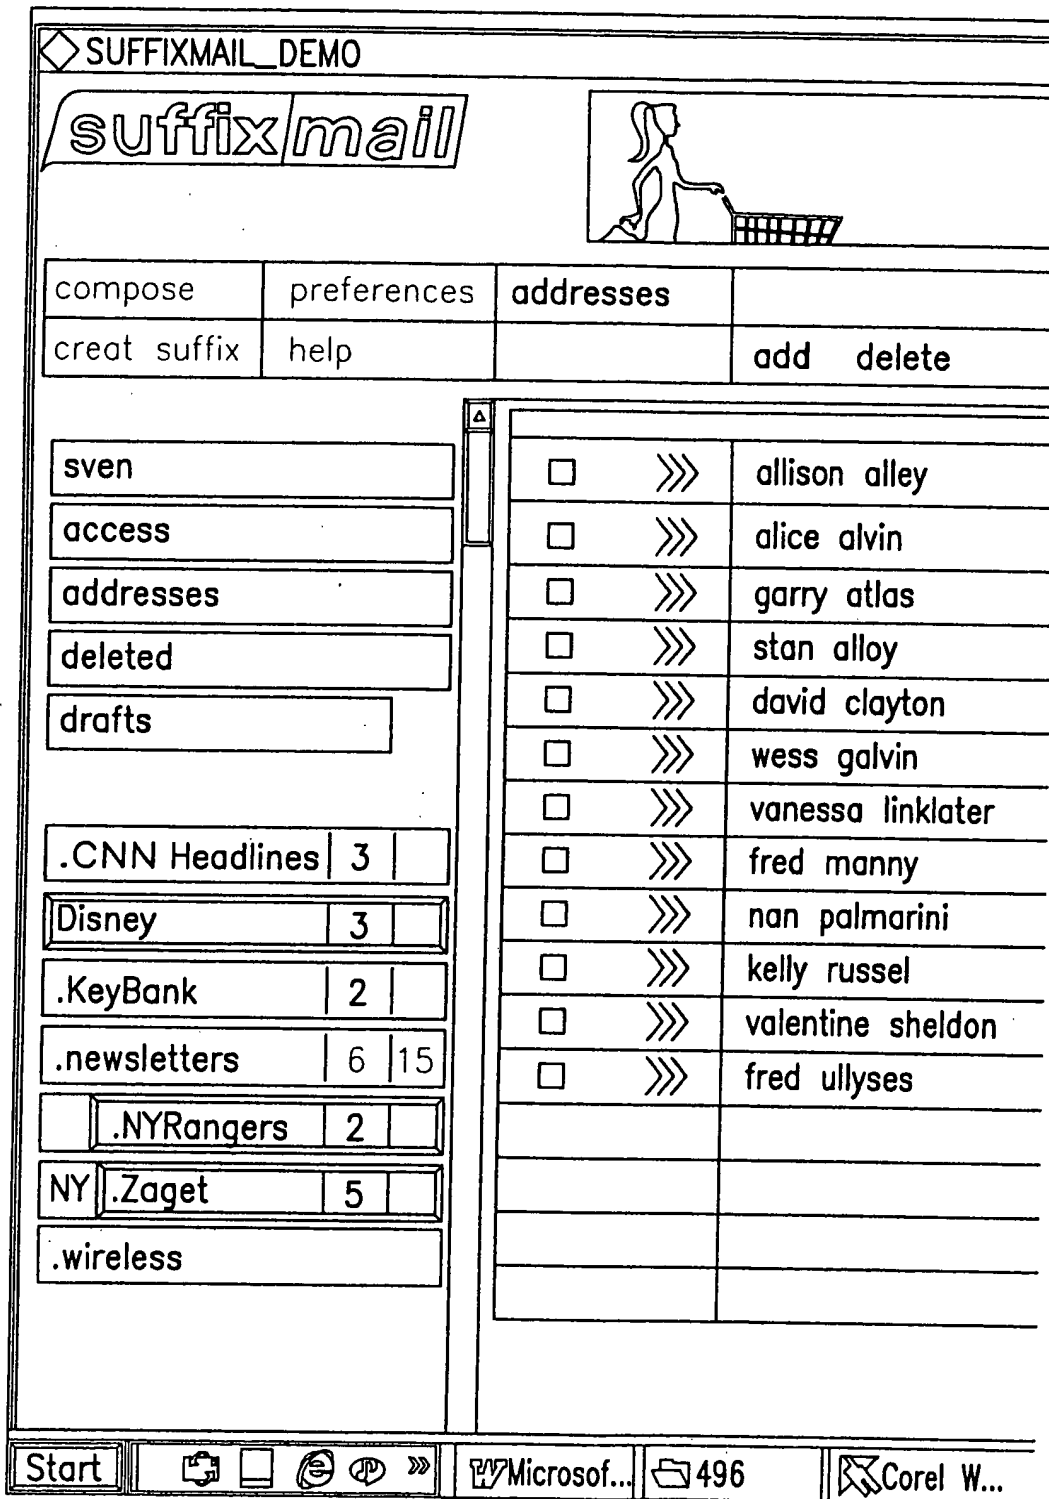 SUFFIXMAIL_DEMO
suffix mail
compose preferences addresses
creat suffix help add delete
sven
access
addresses
deleted
drafts
.CNN Headlines 3
Disney 3
.KeyBank 2
.newsletters 6 15
.NYRangers 2
NY .Zaget 5
.wireless
allison alley
alice alvin
garry atlas
stan alloy
david clayton
wess galvin
vanessa linklater
fred manny
nan palmarini
kelly russel
valentine sheldon
fred ullyses
Start » W Microsof... 496 Corel W...